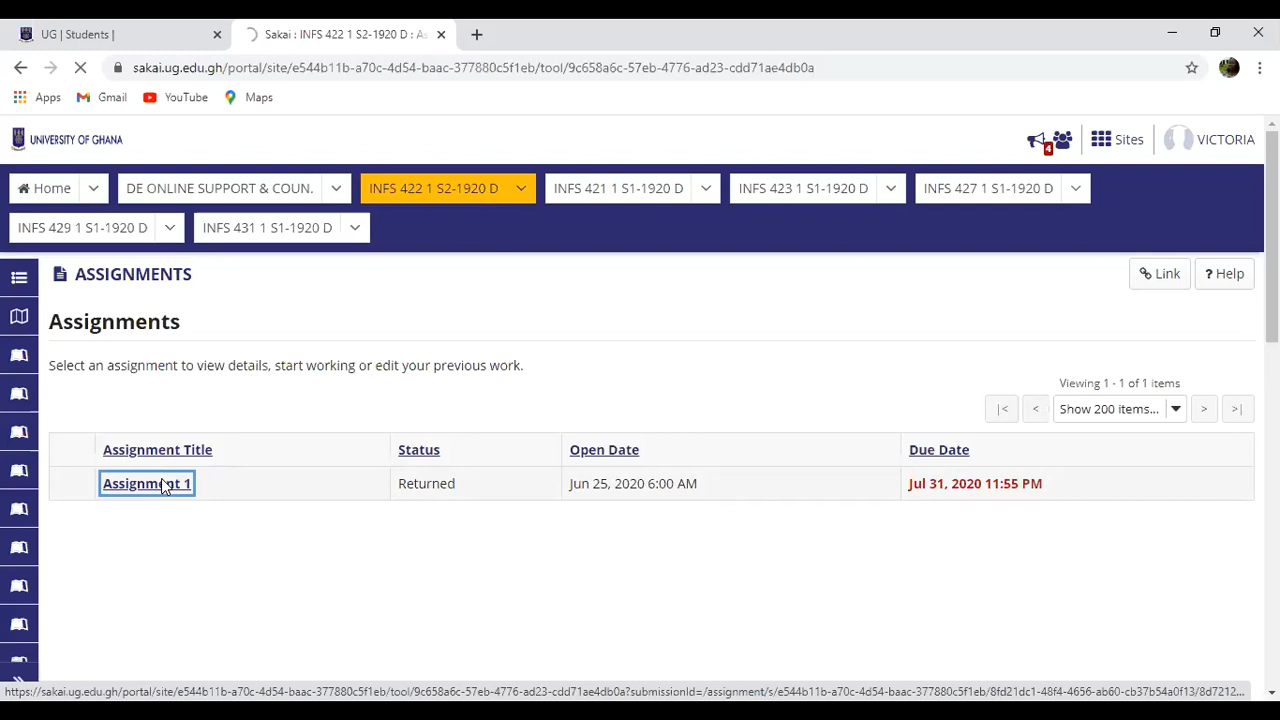 UG | Students |
Sakai : INFS 422 1 S2-1920 D : As
sakai.ug.edu.gh/portal/site/e544b11b-a70c-4d54-baac-377880c5f1eb/tool/9c658a6c-57eb-4776-ad23-cdd71ae4db0a
Apps Gmail YouTube Maps
UNIVERSITY OF GHANA
4 Sites VICTORIA
Home DE ONLINE SUPPORT & COUN. INFS 422 1 S2-1920 D INFS 421 1 S1-1920 D INFS 423 1 S1-1920 D INFS 427 1 S1-1920 D
INFS 429 1 S1-1920 D INFS 431 1 S1-1920 D
ASSIGNMENTS Link ? Help
Assignments
Select an assignment to view details, start working or edit your previous work.
Viewing 1 - 1 of 1 items
|< < Show 200 items... > >|
Assignment Title Status Open Date Due Date
Assignment 1 Returned Jun 25, 2020 6:00 AM Jul 31, 2020 11:55 PM
https://sakai.ug.edu.gh/portal/site/e544b11b-a70c-4d54-baac-377880c5f1eb/tool/9c658a6c-57eb-4776-ad23-cdd71ae4db0a?submissionId=/assignment/s/e544b11b-a70c-4d54-baac-377880c5f1eb/8fd21dc1-48f4-4656-ab60-cb37b54a0f13/8d7212...